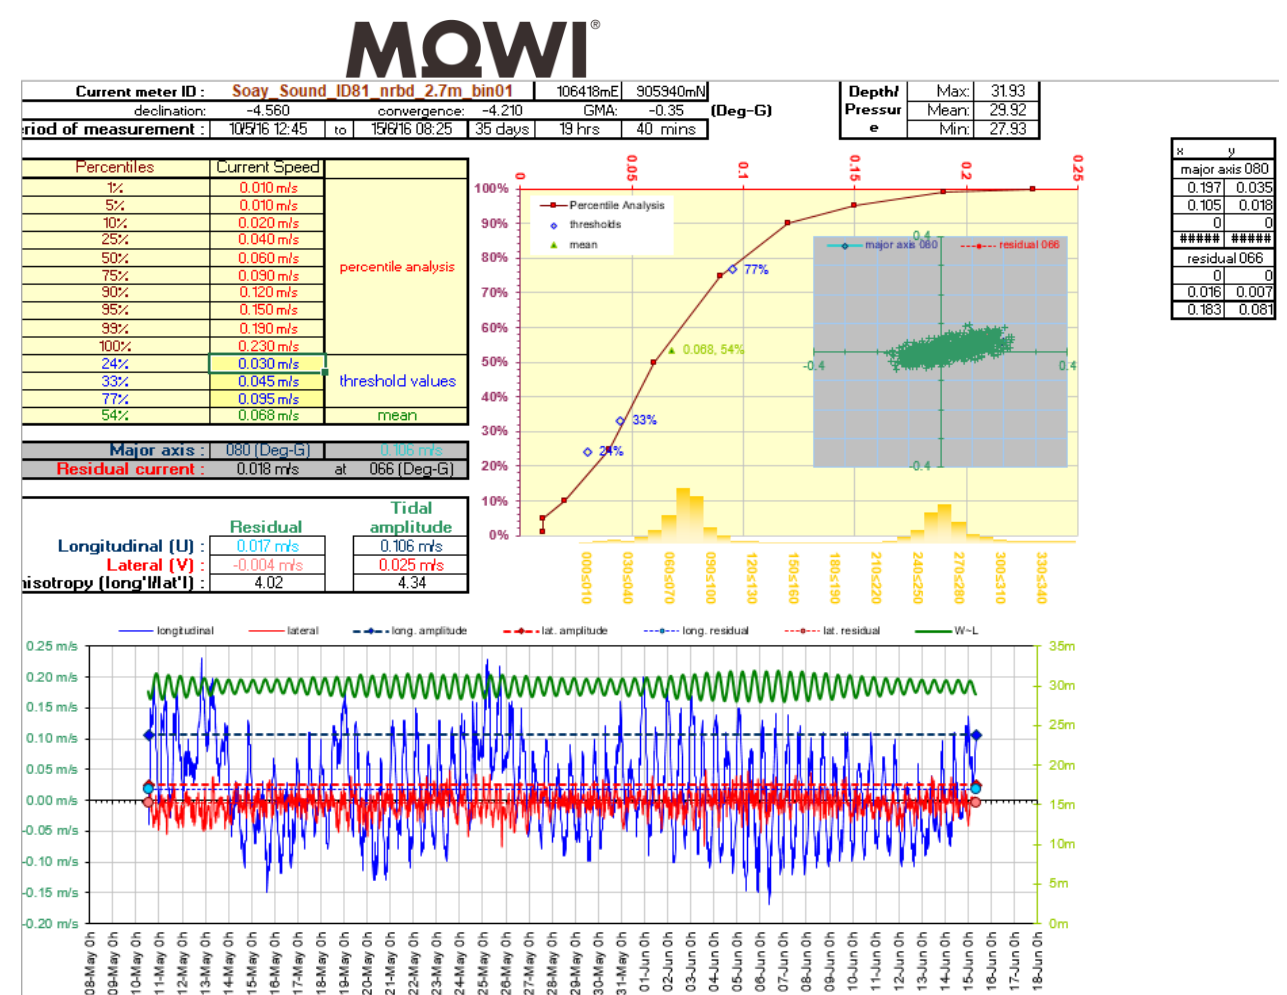 MOWI®
Current meter ID : Soay_Sound_ID81_nrbd_2.7m_bin01 106418mE 905940mN
declination: -4.560 convergence: -4.210 GMA: -0.35 (Deg-G)
riod of measurement : 10/5/16 12:45 to 15/6/16 08:25 35 days 19 hrs 40 mins
Depth/ Pressur e
Max: 31.93
Mean: 29.92
Min: 27.93
x y
major axis 080
0.197 0.035
0.105 0.018
0 0
##### #####
residual 066
0 0
0.016 0.007
0.183 0.081
Percentiles Current Speed
1% 0.010 m/s
5% 0.010 m/s
10% 0.020 m/s
25% 0.040 m/s
50% 0.060 m/s
75% 0.090 m/s
90% 0.120 m/s
95% 0.150 m/s
99% 0.190 m/s
100% 0.230 m/s
percentile analysis
24% 0.030 m/s
33% 0.045 m/s
77% 0.095 m/s
threshold values
54% 0.068 m/s mean
Major axis : 080 (Deg-G) 0.106 m/s
Residual current : 0.018 m/s at 066 (Deg-G)
Residual Tidal amplitude
Longitudinal (U) : 0.017 m/s 0.106 m/s
Lateral (V) : -0.004 m/s 0.025 m/s
nisotropy (long'l/lat'l) : 4.02 4.34
0 0.05 0.1 0.15 0.2 0.25
100%
90%
80%
70%
60%
50%
40%
30%
20%
10%
0%
Percentile Analysis
thresholds
mean
77%
0.068, 54%
33%
24%
major axis 080 residual 066
0.4
-0.4 0.4
-0.4
000≤010 030≤040 060≤070 090≤100 120≤130 150≤160 180≤190 210≤220 240≤250 270≤280 300≤310 330≤340
longitudinal lateral long. amplitude lat. amplitude long. residual lat. residual W~L
0.25 m/s
0.20 m/s
0.15 m/s
0.10 m/s
0.05 m/s
0.00 m/s
-0.05 m/s
-0.10 m/s
-0.15 m/s
-0.20 m/s
35m
30m
25m
20m
15m
10m
5m
0m
08-May 0h 09-May 0h 10-May 0h 11-May 0h 12-May 0h 13-May 0h 14-May 0h 15-May 0h 16-May 0h 17-May 0h 18-May 0h 19-May 0h 20-May 0h 21-May 0h 22-May 0h 23-May 0h 24-May 0h 25-May 0h 26-May 0h 27-May 0h 28-May 0h 29-May 0h 30-May 0h 31-May 0h 01-Jun 0h 02-Jun 0h 03-Jun 0h 04-Jun 0h 05-Jun 0h 06-Jun 0h 07-Jun 0h 08-Jun 0h 09-Jun 0h 10-Jun 0h 11-Jun 0h 12-Jun 0h 13-Jun 0h 14-Jun 0h 15-Jun 0h 16-Jun 0h 17-Jun 0h 18-Jun 0h